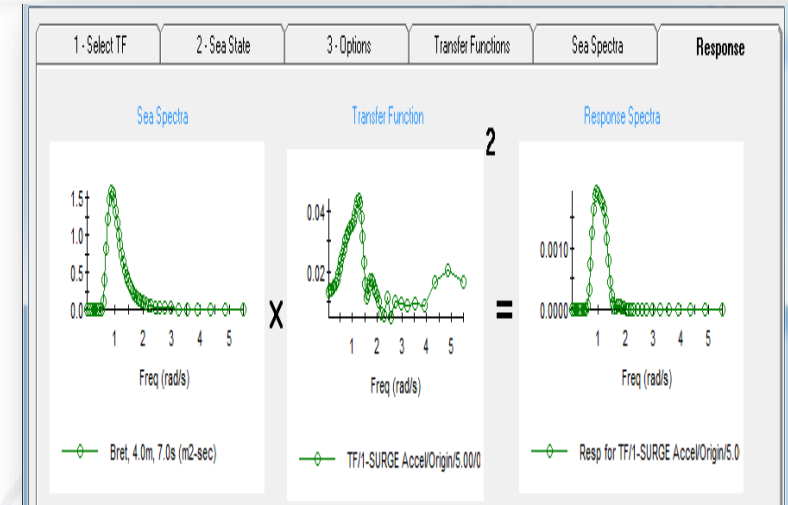 1 - Select TF
2 - Sea State
3 - Options
Transfer Functions
Sea Spectra
Response
Sea Spectra
1.5
1.0
0.5
0.0
1 2 3 4 5
Freq (rad/s)
Bret, 4.0m, 7.0s (m2-sec)
x
Transfer Function
2
0.04
0.02
1 2 3 4 5
Freq (rad/s)
TF/1-SURGE Accel/Origin/5.00/0
=
Response Spectra
0.0010
0.0000
1 2 3 4 5
Freq (rad/s)
Resp for TF/1-SURGE Accel/Origin/5.0